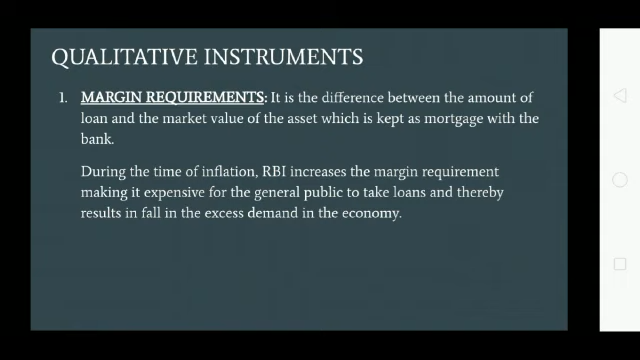 QUALITATIVE INSTRUMENTS
1. MARGIN REQUIREMENTS: It is the difference between the amount of
loan and the market value of the asset which is kept as mortgage with the
bank.
During the time of inflation, RBI increases the margin requirement
making it expensive for the general public to take loans and thereby
results in fall in the excess demand in the economy.